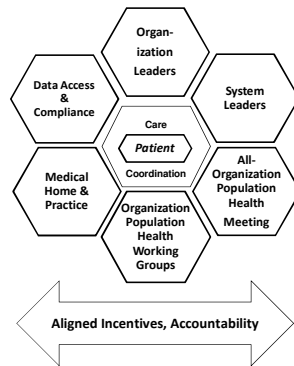 Organ-
ization
Leaders
Data Access
&
Compliance
System
Leaders
Care
Patient
Coordination
Medical
Home &
Practice
All-
Organization
Population
Health
Meeting
Organization
Population
Health
Working
Groups
Aligned Incentives, Accountability